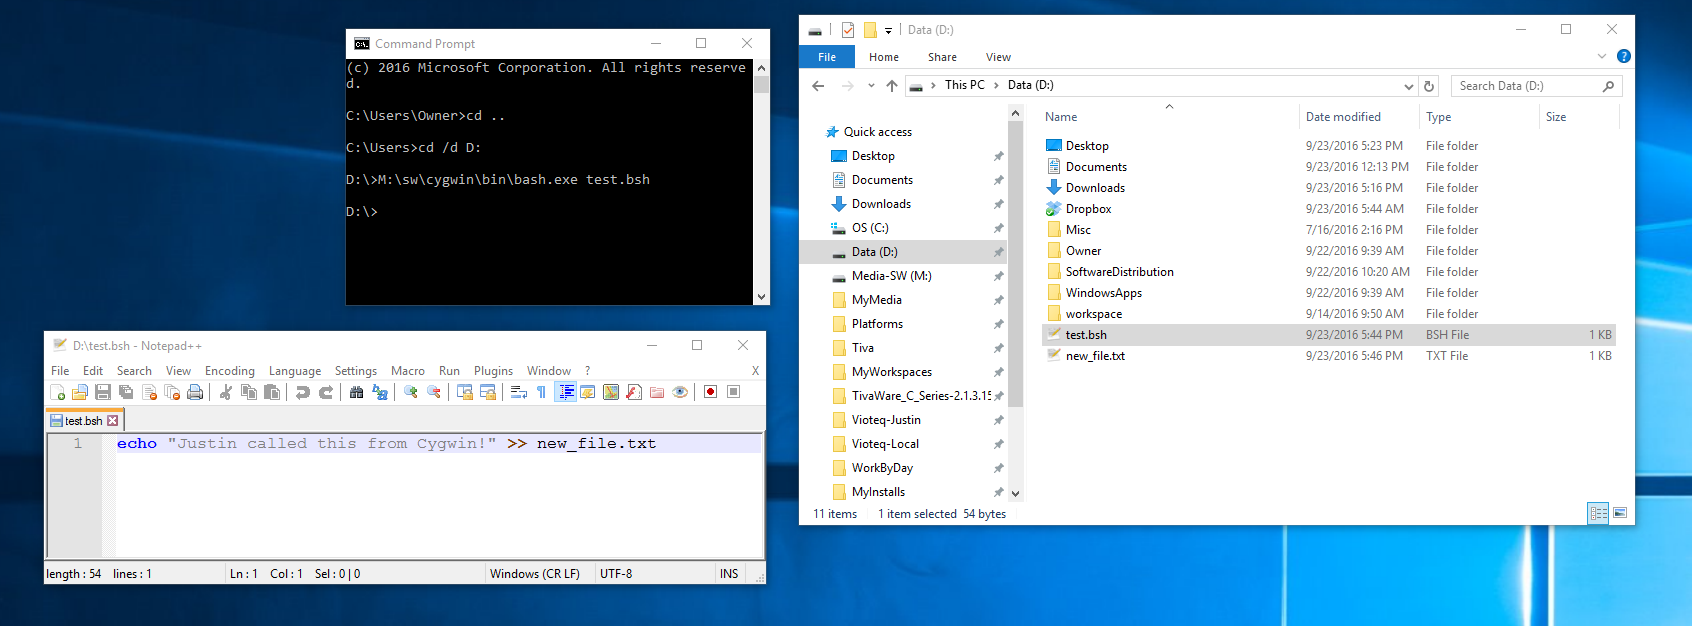 Command Prompt
(c) 2016 Microsoft Corporation. All rights reserve
d.
C:\Users\Owner>cd ..
C:\Users>cd /d D:
D:\>M:\sw\cygwin\bin\bash.exe test.bsh
D:\>
D:\test.bsh - Notepad++
File Edit Search View Encoding Language Settings Macro Run Plugins Window ? X
test.bsh
1 echo "Justin called this from Cygwin!" >> new_file.txt
length : 54 lines : 1 Ln : 1 Col : 1 Sel : 0 | 0 Windows (CR LF) UTF-8 INS
Data (D:)
File Home Share View
This PC Data (D:) Search Data (D:)
Quick access
Desktop
Documents
Downloads
OS (C:)
Data (D:)
Media-SW (M:)
MyMedia
Platforms
Tiva
MyWorkspaces
TivaWare_C_Series-2.1.3.15
Vioteq-Justin
Vioteq-Local
WorkByDay
MyInstalls
Name Date modified Type Size
Desktop 9/23/2016 5:23 PM File folder
Documents 9/23/2016 12:13 PM File folder
Downloads 9/23/2016 5:16 PM File folder
Dropbox 9/23/2016 5:44 AM File folder
Misc 7/16/2016 2:16 PM File folder
Owner 9/22/2016 9:39 AM File folder
SoftwareDistribution 9/22/2016 10:20 AM File folder
WindowsApps 9/22/2016 9:39 AM File folder
workspace 9/14/2016 9:50 AM File folder
test.bsh 9/23/2016 5:44 PM BSH File 1 KB
new_file.txt 9/23/2016 5:46 PM TXT File 1 KB
11 items 1 item selected 54 bytes